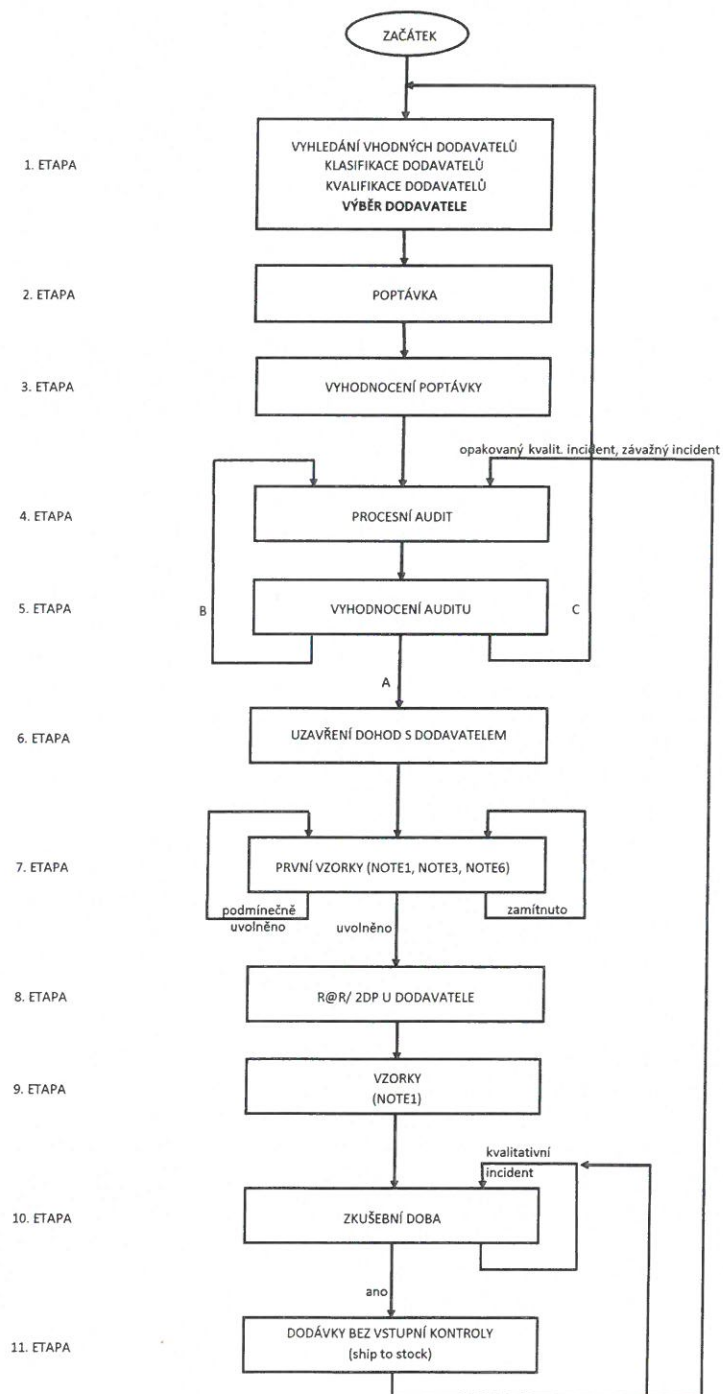 ZAČÁTEK
1. ETAPA
VYHLEDÁNÍ VHODNÝCH DODAVATELŮ
KLASIFIKACE DODAVATELŮ
KVALIFIKACE DODAVATELŮ
VÝBĚR DODAVATELE
2. ETAPA
POPTÁVKA
3. ETAPA
VYHODNOCENÍ POPTÁVKY
opakovaný kvalit. incident, závažný incident
4. ETAPA
PROCESNÍ AUDIT
5. ETAPA
B
VYHODNOCENÍ AUDITU
C
A
6. ETAPA
UZAVŘENÍ DOHOD S DODAVATELEM
7. ETAPA
PRVNÍ VZORKY (NOTE1, NOTE3, NOTE6)
podmínečně
uvolněno
uvolněno
zamítnuto
8. ETAPA
R@R/ 2DP U DODAVATELE
9. ETAPA
VZORKY
(NOTE1)
kvalitativní
incident
10. ETAPA
ZKUŠEBNÍ DOBA
ano
11. ETAPA
DODÁVKY BEZ VSTUPNÍ KONTROLY
(ship to stock)